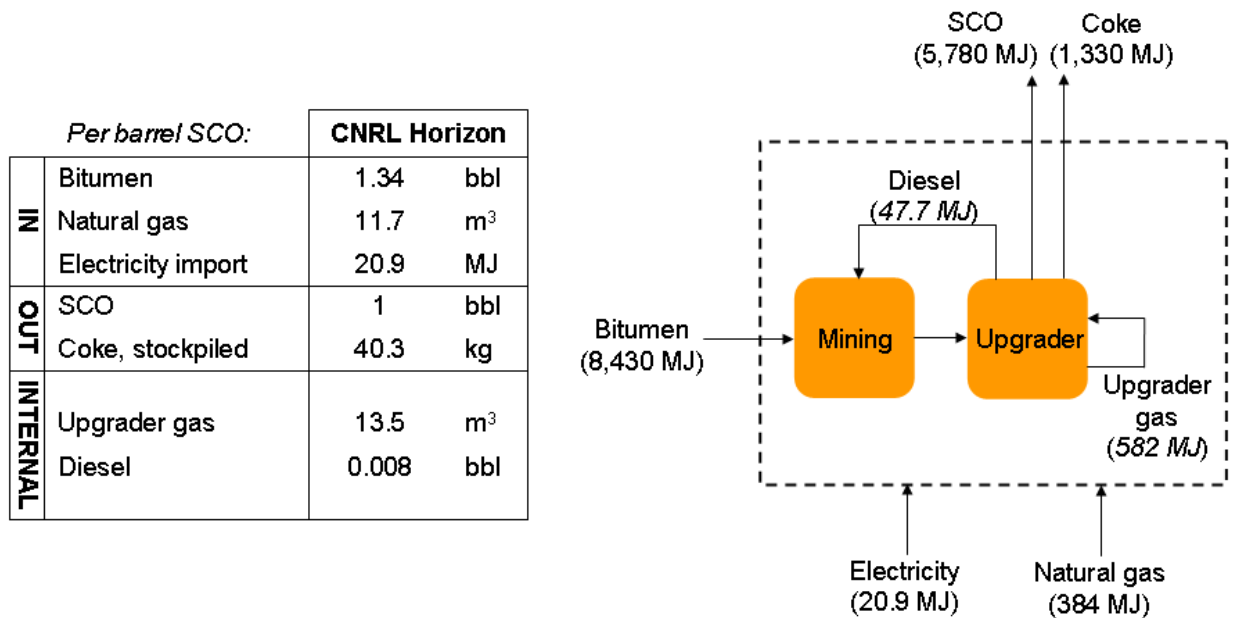 Per barrel SCO: CNRL Horizon
IN
Bitumen 1.34 bbl
Natural gas 11.7 m³
Electricity import 20.9 MJ
OUT
SCO 1 bbl
Coke, stockpiled 40.3 kg
INTERNAL
Upgrader gas 13.5 m³
Diesel 0.008 bbl
SCO
(5,780 MJ)
Coke
(1,330 MJ)
Diesel
(47.7 MJ)
Bitumen
(8,430 MJ)
Mining
Upgrader
Upgrader
gas
(582 MJ)
Electricity
(20.9 MJ)
Natural gas
(384 MJ)